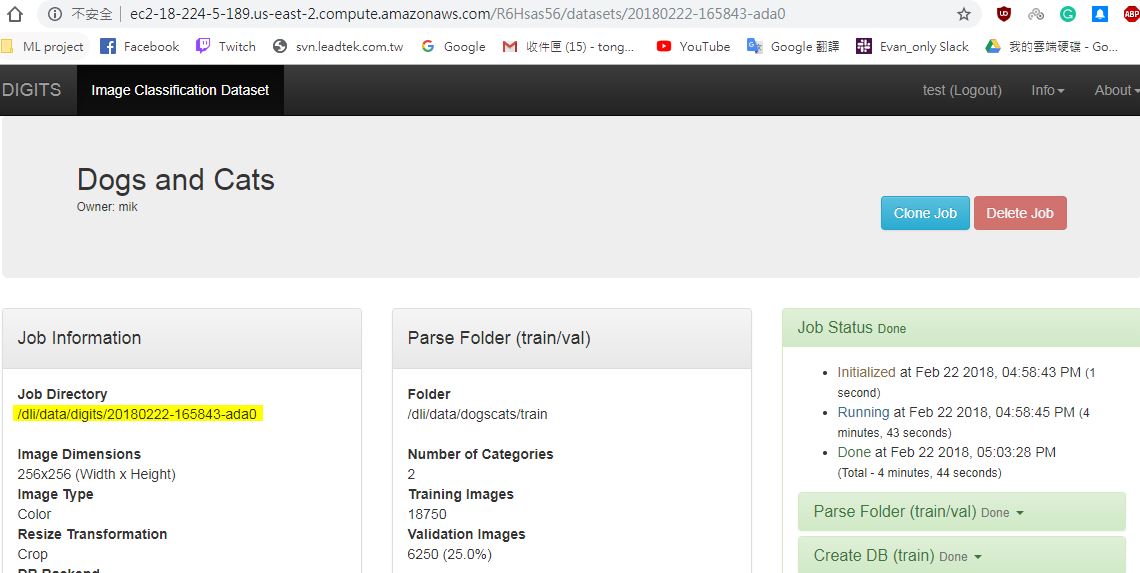 不安全 ec2-18-224-5-189.us-east-2.compute.amazonaws.com/R6Hsas56/datasets/20180222-165843-ada0
ML project Facebook Twitch svn.leadtek.com.tw Google 收件匣 (15) - tong... YouTube Google 翻譯 Evan_only Slack 我的雲端硬碟 - Go...
DIGITS Image Classification Dataset test (Logout) Info About
Dogs and Cats
Owner: mik
Clone Job Delete Job
Job Information
Job Directory
/dli/data/digits/20180222-165843-ada0
Image Dimensions
256x256 (Width x Height)
Image Type
Color
Resize Transformation
Crop
DB Backend
Parse Folder (train/val)
Folder
/dli/data/dogscats/train
Number of Categories
2
Training Images
18750
Validation Images
6250 (25.0%)
Job Status Done
Initialized at Feb 22 2018, 04:58:43 PM (1
second)
Running at Feb 22 2018, 04:58:45 PM (4
minutes, 43 seconds)
Done at Feb 22 2018, 05:03:28 PM
(Total - 4 minutes, 44 seconds)
Parse Folder (train/val) Done
Create DB (train) Done